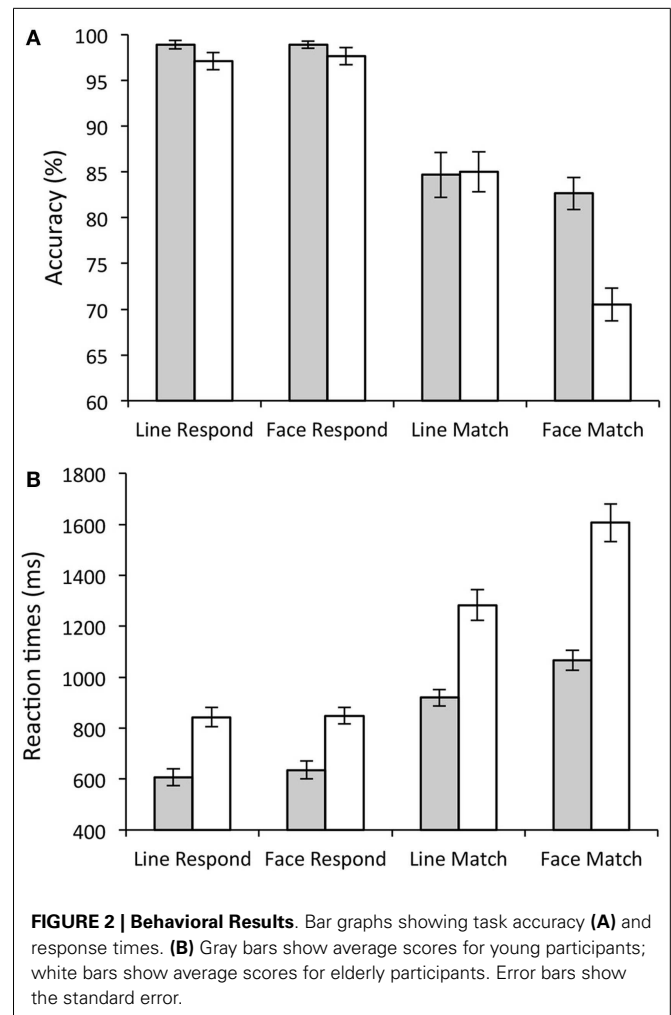 A
100
95
90
85
80
75
70
65
60
Accuracy (%)
Line Respond Face Respond Line Match Face Match
B
1800
1600
1400
1200
1000
800
600
400
Reaction times (ms)
Line Respond Face Respond Line Match Face Match
FIGURE 2 | Behavioral Results. Bar graphs showing task accuracy (A) and
response times. (B) Gray bars show average scores for young participants;
white bars show average scores for elderly participants. Error bars show
the standard error.